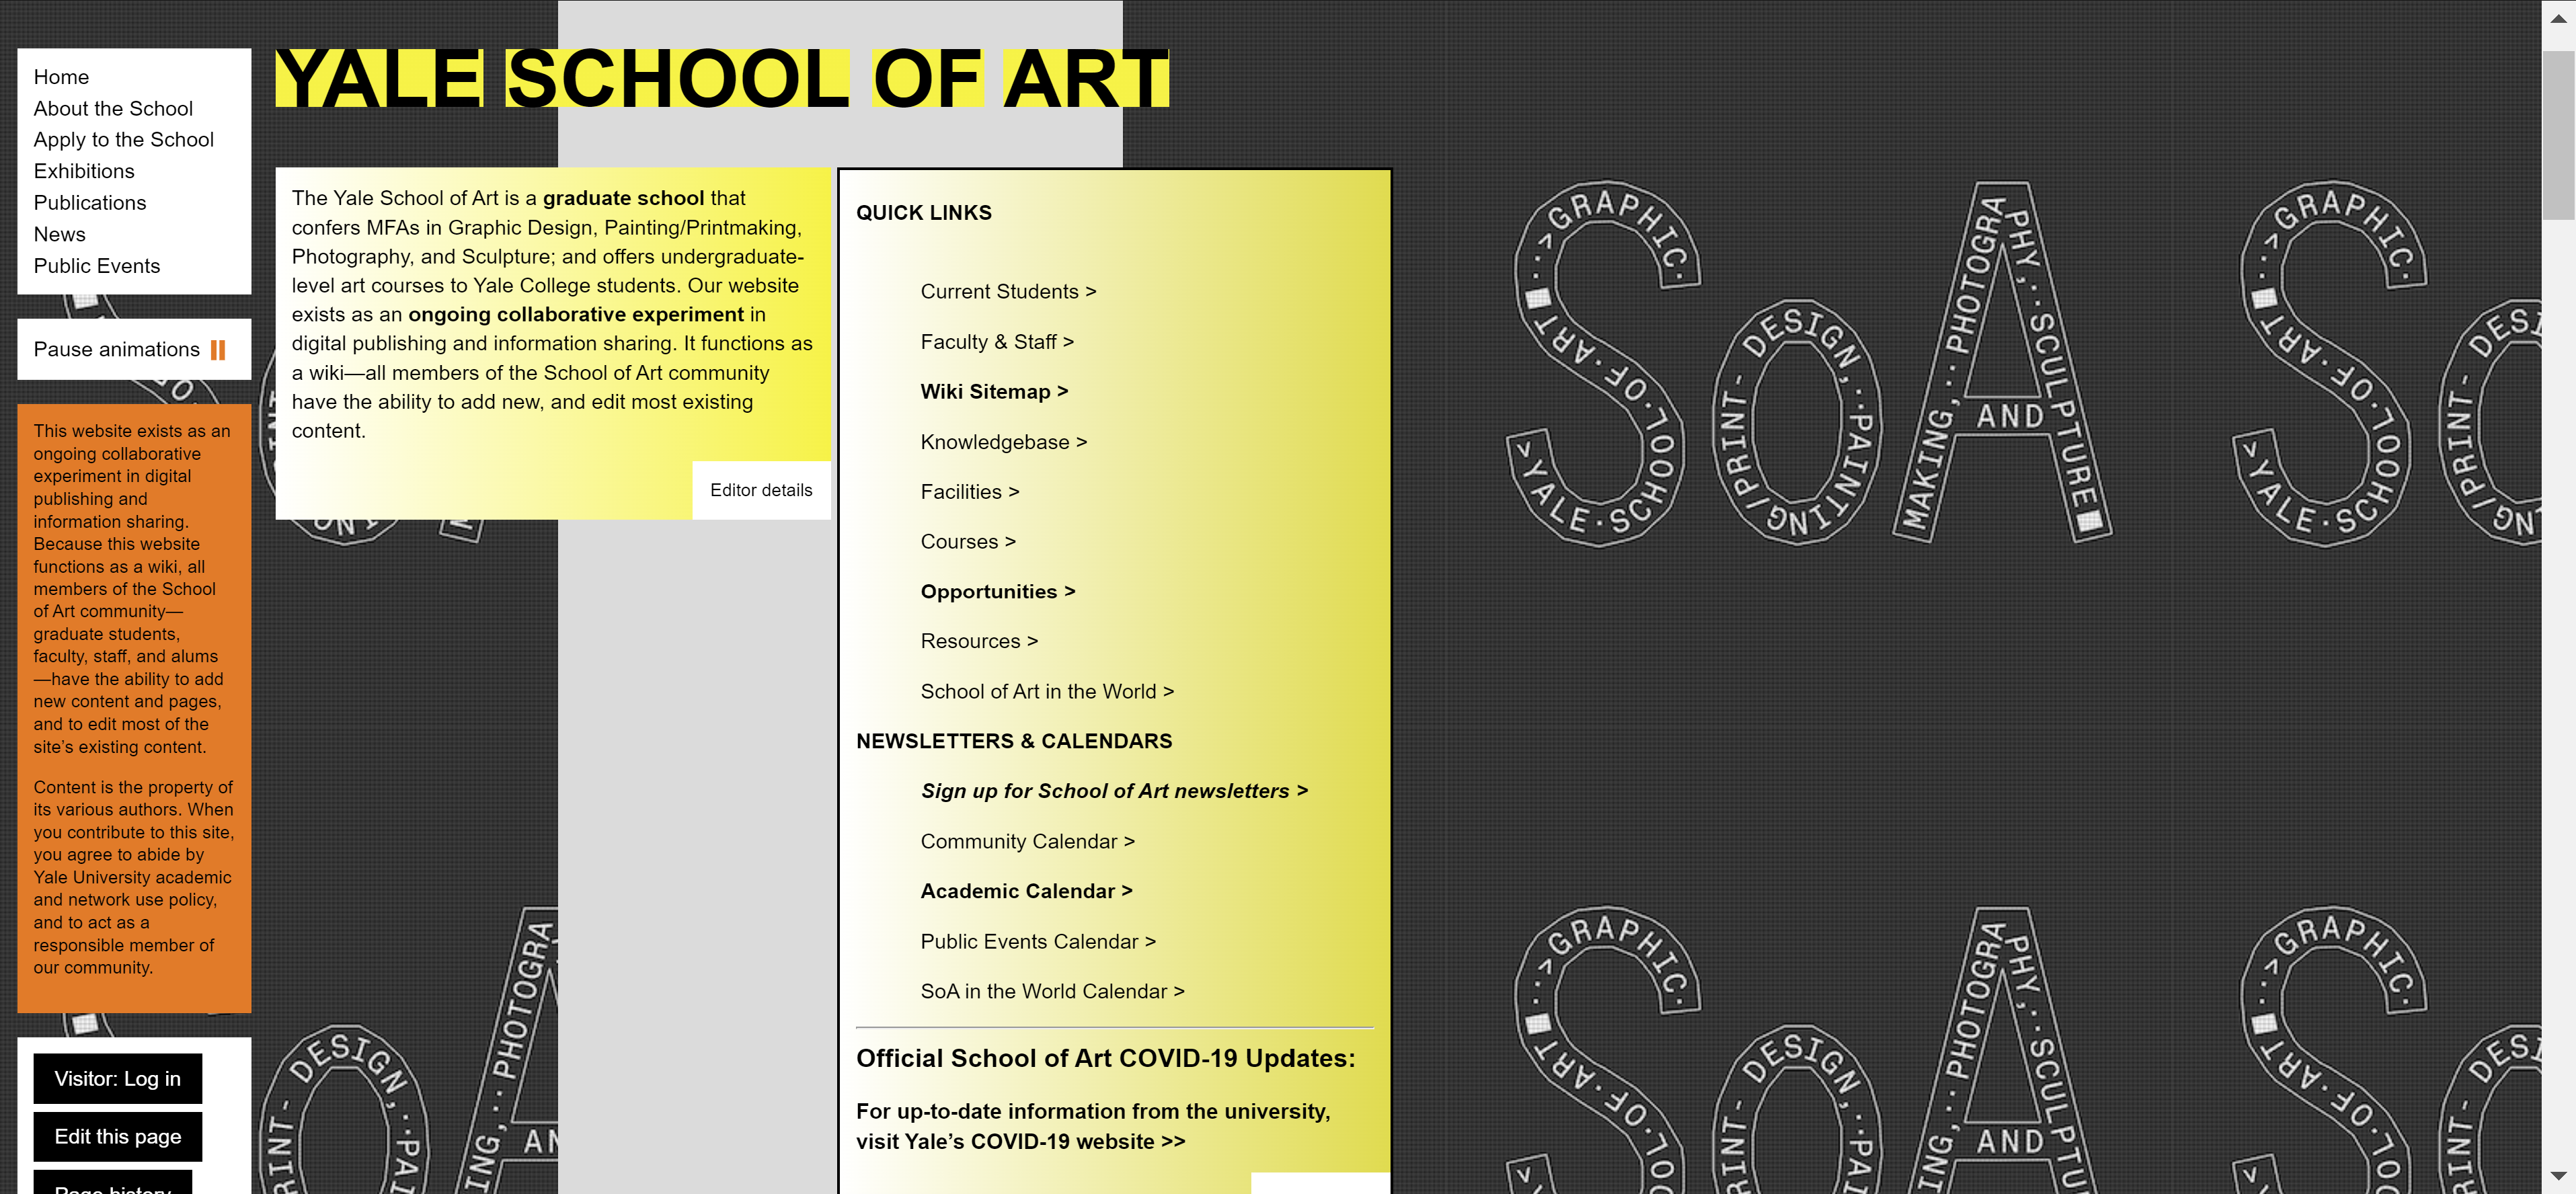 YALE SCHOOL OF ART
Home
About the School
Apply to the School
Exhibitions
Publications
News
Public Events
Pause animations
This website exists as an
ongoing collaborative
experiment in digital
publishing and
information sharing.
Because this website
functions as a wiki, all
members of the School
of Art community—
graduate students,
faculty, staff, and alums
—have the ability to add
new content and pages,
and to edit most of the
site’s existing content.
Content is the property of
its various authors. When
you contribute to this site,
you agree to abide by
Yale University academic
and network use policy,
and to act as a
responsible member of
our community.
Visitor: Log in
Edit this page
Page history
The Yale School of Art is a graduate school that
confers MFAs in Graphic Design, Painting/Printmaking,
Photography, and Sculpture; and offers undergraduate-
level art courses to Yale College students. Our website
exists as an ongoing collaborative experiment in
digital publishing and information sharing. It functions as
a wiki—all members of the School of Art community
have the ability to add new, and edit most existing
content.
Editor details
QUICK LINKS
Current Students >
Faculty & Staff >
Wiki Sitemap >
Knowledgebase >
Facilities >
Courses >
Opportunities >
Resources >
School of Art in the World >
NEWSLETTERS & CALENDARS
Sign up for School of Art newsletters >
Community Calendar >
Academic Calendar >
Public Events Calendar >
SoA in the World Calendar >
Official School of Art COVID-19 Updates:
For up-to-date information from the university,
visit Yale’s COVID-19 website >>
>YALE·SCHOOL·OF·ART ··>GRAPHIC·
DESIGN,··PAINTING/PRINT-
MAKING,··PHOTOGRAPHY,··SCULPTURE
AND